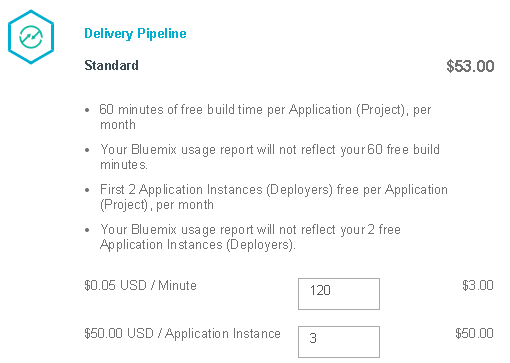 Delivery Pipeline
Standard $53.00
• 60 minutes of free build time per Application (Project), per
month
• Your Bluemix usage report will not reflect your 60 free build
minutes.
• First 2 Application Instances (Deployers) free per Application
(Project), per month
• Your Bluemix usage report will not reflect your 2 free
Application Instances (Deployers).
$0.05 USD / Minute 120 $3.00
$50.00 USD / Application Instance 3 $50.00